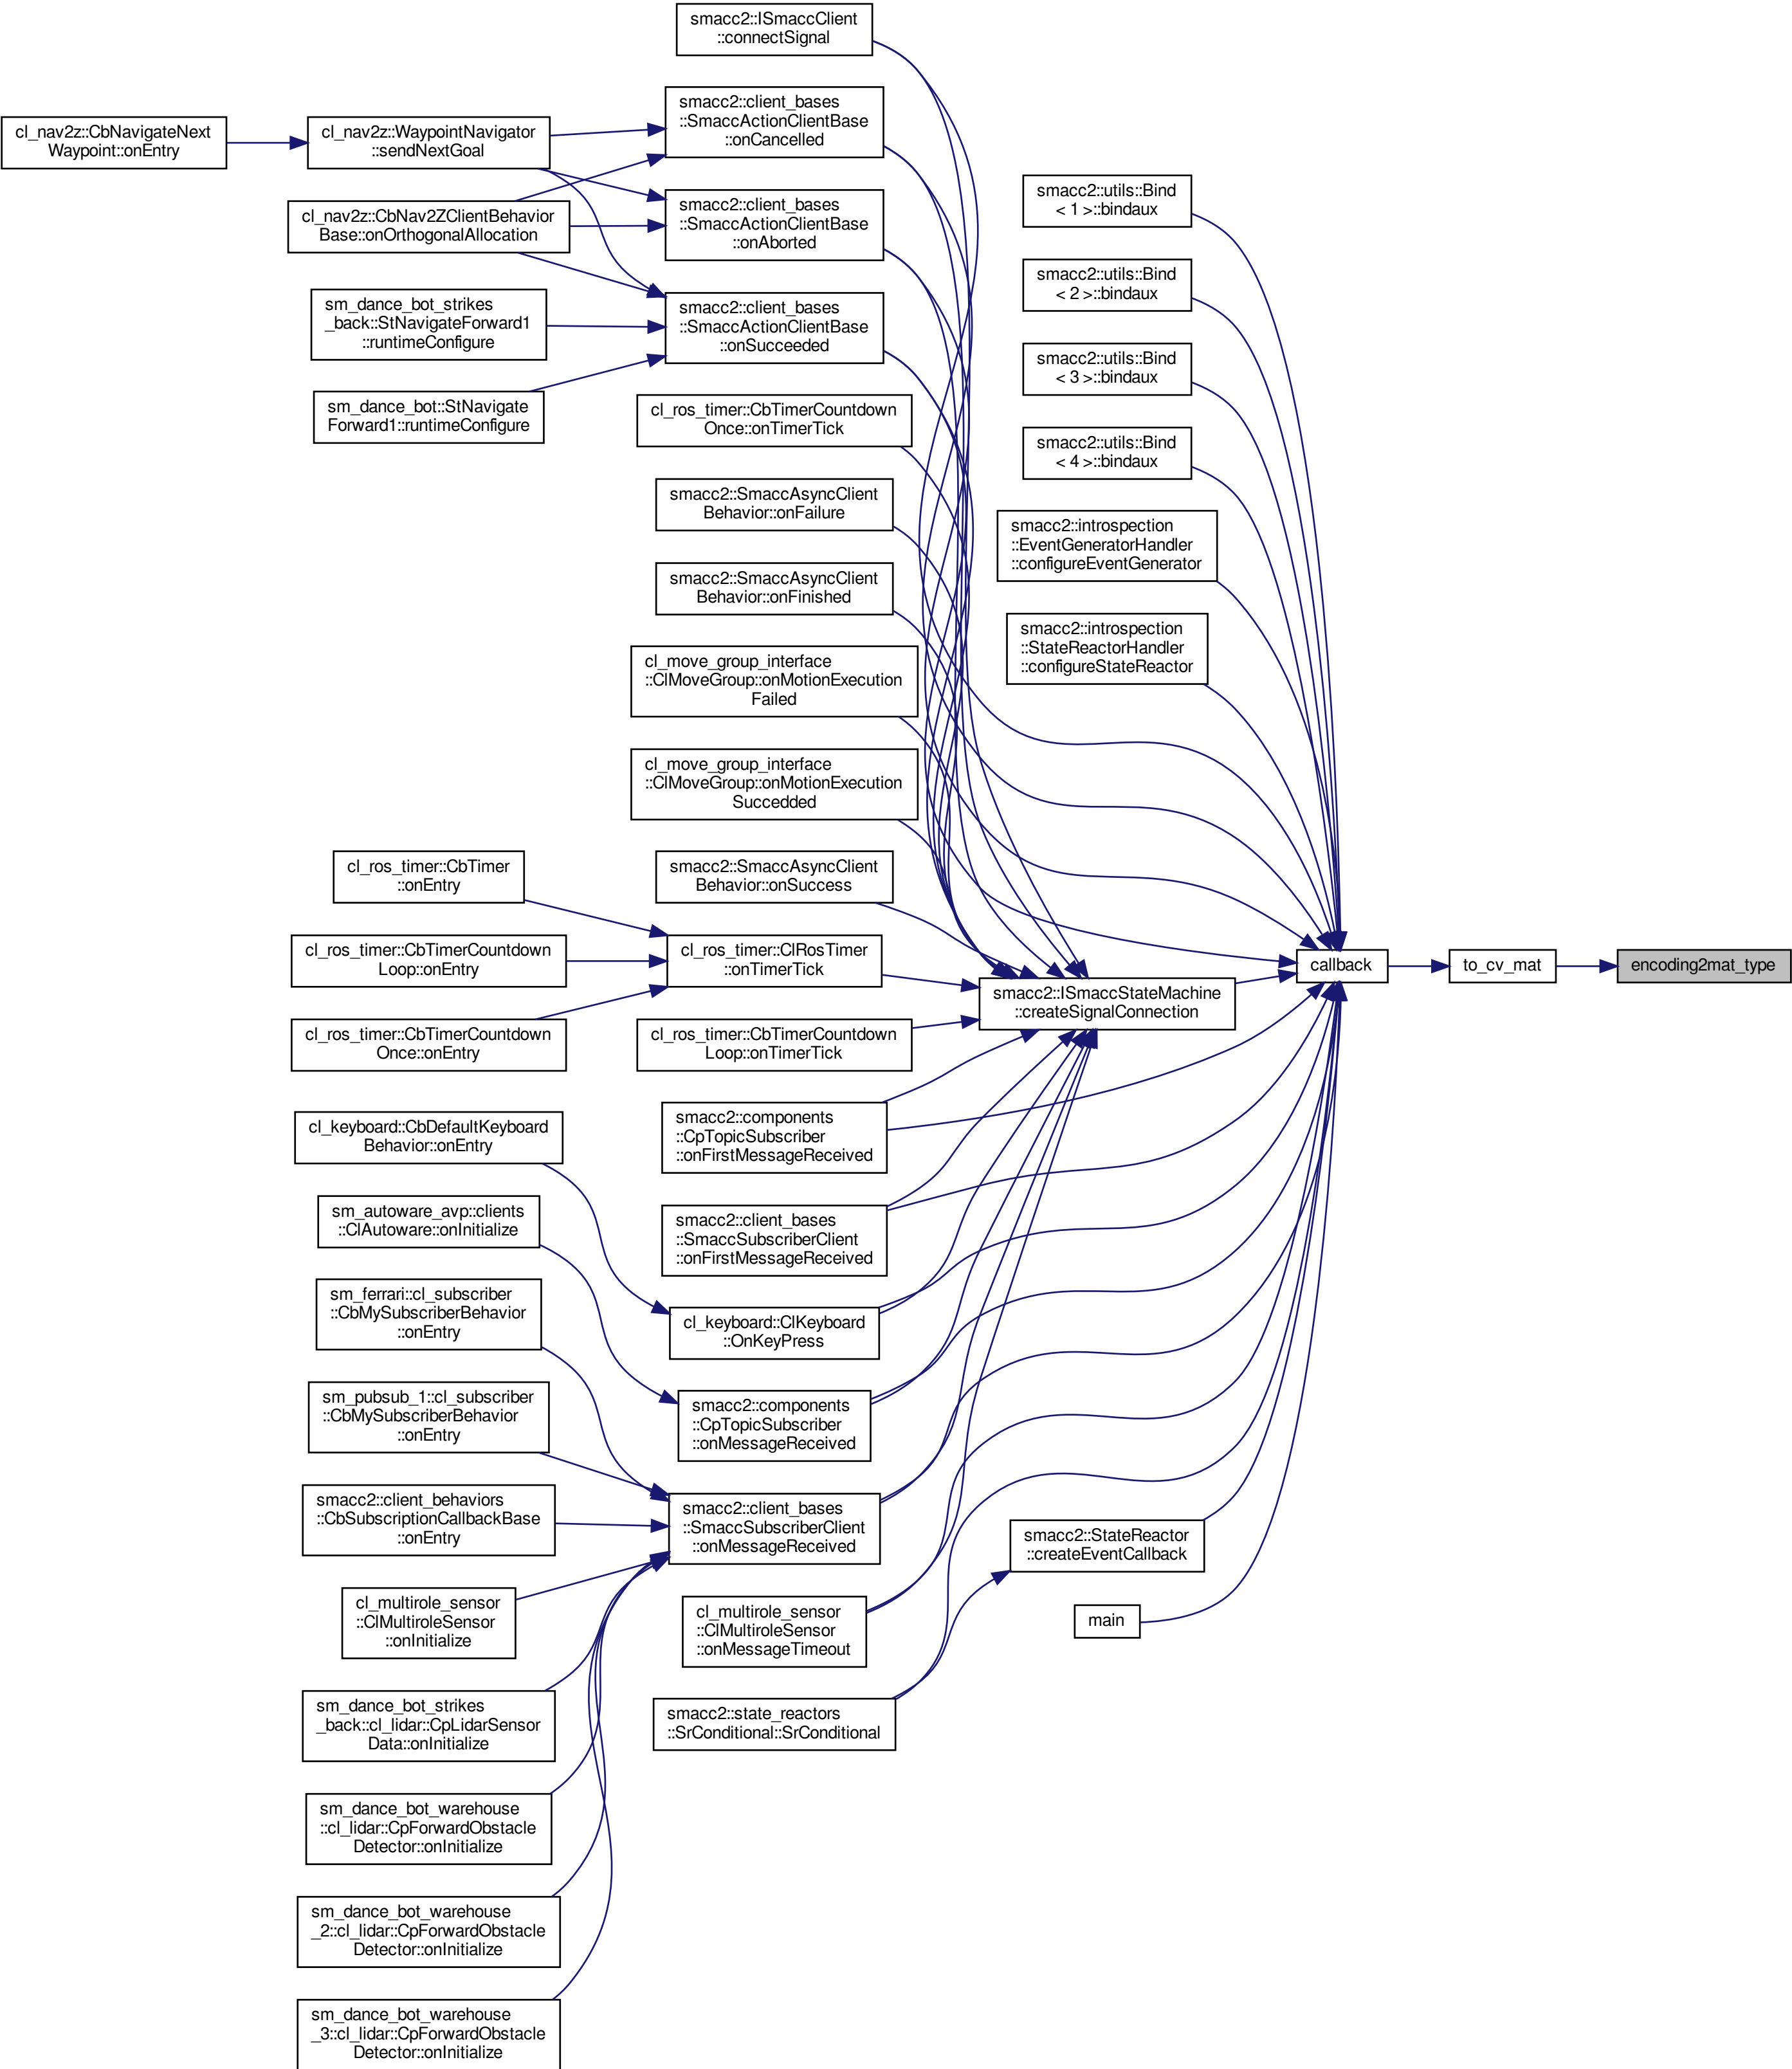 smacc2::ISmaccClient
::connectSignal
smacc2::client_bases
::SmaccActionClientBase
::onCancelled
cl_nav2z::CbNavigateNext
Waypoint::onEntry
cl_nav2z::WaypointNavigator
::sendNextGoal
smacc2::client_bases
::SmaccActionClientBase
::onAborted
cl_nav2z::CbNav2ZClientBehavior
Base::onOrthogonalAllocation
smacc2::client_bases
::SmaccActionClientBase
::onSucceeded
sm_dance_bot_strikes
_back::StNavigateForward1
::runtimeConfigure
sm_dance_bot::StNavigate
Forward1::runtimeConfigure
cl_ros_timer::CbTimerCountdown
Once::onTimerTick
smacc2::SmaccAsyncClient
Behavior::onFailure
smacc2::SmaccAsyncClient
Behavior::onFinished
cl_move_group_interface
::ClMoveGroup::onMotionExecution
Failed
cl_move_group_interface
::ClMoveGroup::onMotionExecution
Succedded
smacc2::SmaccAsyncClient
Behavior::onSuccess
cl_ros_timer::CbTimer
::onEntry
cl_ros_timer::CbTimerCountdown
Loop::onEntry
cl_ros_timer::CbTimerCountdown
Once::onEntry
cl_ros_timer::ClRosTimer
::onTimerTick
cl_ros_timer::CbTimerCountdown
Loop::onTimerTick
smacc2::utils::Bind
< 1 >::bindaux
smacc2::utils::Bind
< 2 >::bindaux
smacc2::utils::Bind
< 3 >::bindaux
smacc2::utils::Bind
< 4 >::bindaux
smacc2::introspection
::EventGeneratorHandler
::configureEventGenerator
smacc2::introspection
::StateReactorHandler
::configureStateReactor
smacc2::ISmaccStateMachine
::createSignalConnection
callback
to_cv_mat
encoding2mat_type
smacc2::components
::CpTopicSubscriber
::onFirstMessageReceived
smacc2::client_bases
::SmaccSubscriberClient
::onFirstMessageReceived
cl_keyboard::CbDefaultKeyboard
Behavior::onEntry
cl_keyboard::ClKeyboard
::OnKeyPress
sm_autoware_avp::clients
::ClAutoware::onInitialize
smacc2::components
::CpTopicSubscriber
::onMessageReceived
sm_ferrari::cl_subscriber
::CbMySubscriberBehavior
::onEntry
sm_pubsub_1::cl_subscriber
::CbMySubscriberBehavior
::onEntry
smacc2::client_behaviors
::CbSubscriptionCallbackBase
::onEntry
smacc2::client_bases
::SmaccSubscriberClient
::onMessageReceived
cl_multirole_sensor
::ClMultiroleSensor
::onInitialize
cl_multirole_sensor
::ClMultiroleSensor
::onMessageTimeout
smacc2::StateReactor
::createEventCallback
main
sm_dance_bot_strikes
_back::cl_lidar::CpLidarSensor
Data::onInitialize
smacc2::state_reactors
::SrConditional::SrConditional
sm_dance_bot_warehouse
::cl_lidar::CpForwardObstacle
Detector::onInitialize
sm_dance_bot_warehouse
_2::cl_lidar::CpForwardObstacle
Detector::onInitialize
sm_dance_bot_warehouse
_3::cl_lidar::CpForwardObstacle
Detector::onInitialize